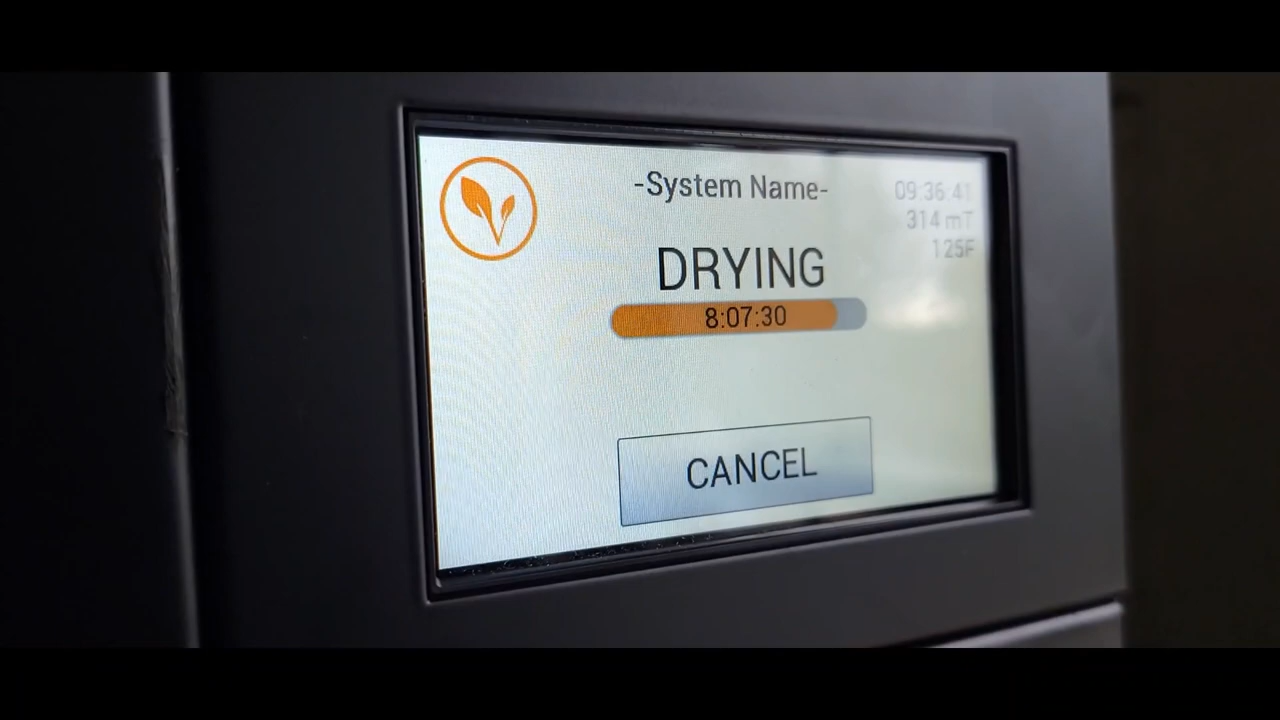 -System Name-
09:36:41
314 mT
125F
DRYING
8:07:30
CANCEL